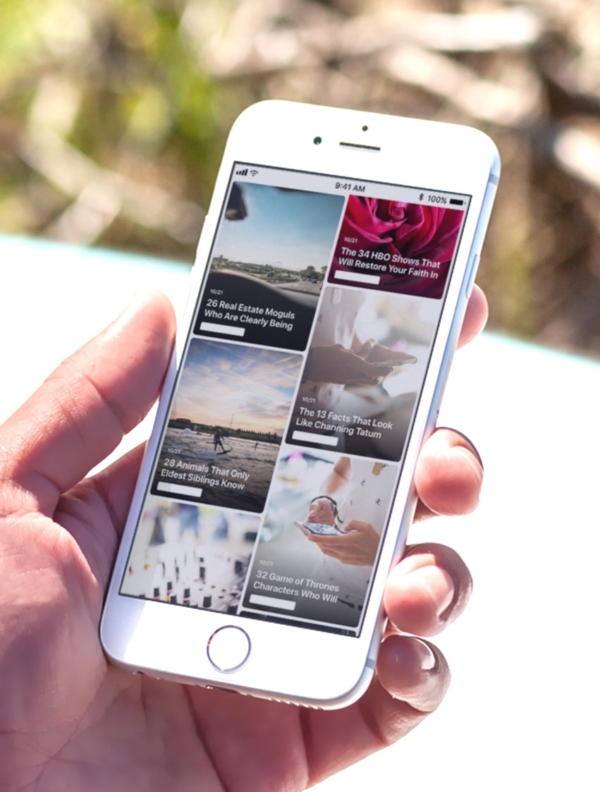 9:41 AM
100%
10/21
26 Real Estate Moguls
Who Are Clearly Being
10/21
The 34 HBO Shows That
Will Restore Your Faith In
10/21
28 Animals That Only
Eldest Siblings Know
10/21
The 13 Facts That Look
Like Channing Tatum
10/21
32 Game of Thrones
Characters Who Will